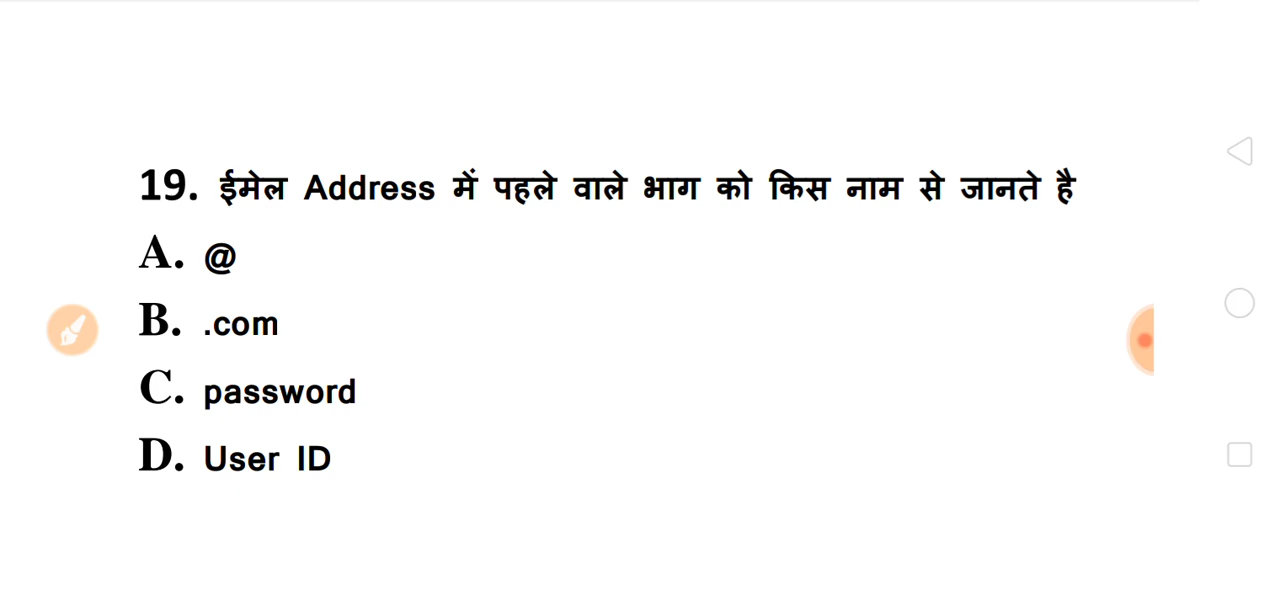 19. ईमेल Address में पहले वाले भाग को किस नाम से जानते है
A. @
B. .com
C. password
D. User ID